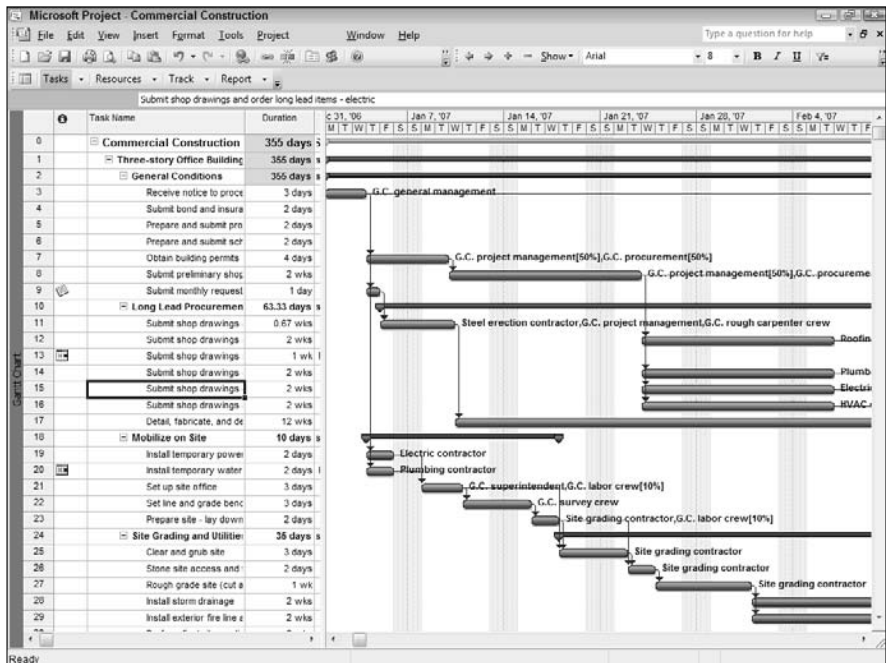 Microsoft Project - Commercial Construction
File Edit View Insert Format Tools Project Window Help
Type a question for help
Show Arial 8 B I U
Tasks Resources Track Report
Submit shop drawings and order long lead items - electric
Task Name Duration c 31, '06 Jan 7, '07 Jan 14, '07 Jan 21, '07 Jan 28, '07 Feb 4, '07
M T W T F S S M T W T F S S M T W T F S S M T W T F S S M T W T F S S M T W T F
0 Commercial Construction 355 days
1 Three-story Office Building 355 days
2 General Conditions 355 days
3 Receive notice to proce 3 days G.C. general management
4 Submit bond and insura 2 days
5 Prepare and submit pro 2 days
6 Prepare and submit sch 2 days
7 Obtain building permits 4 days G.C. project management[50%],G.C. procurement[50%]
8 Submit preliminary shop 2 wks G.C. project management[50%],G.C. procureme
9 Submit monthly request 1 day
10 Long Lead Procuremen 63.33 days
11 Submit shop drawings 0.67 wks Steel erection contractor,G.C. project management,G.C. rough carpenter crew
12 Submit shop drawings 2 wks Roofin
13 Submit shop drawings 1 wk
14 Submit shop drawings 2 wks Plumb
15 Submit shop drawings 2 wks Electri
16 Submit shop drawings 2 wks HVAC
17 Detail, fabricate, and de 12 wks
18 Mobilize on Site 10 days
19 Install temporary power 2 days Electric contractor
20 Install temporary water 2 days Plumbing contractor
21 Set up site office 3 days G.C. superintendent,G.C. labor crew[10%]
22 Set line and grade benc 3 days G.C. survey crew
23 Prepare site - lay down 2 days Site grading contractor,G.C. labor crew[10%]
24 Site Grading and Utilities 35 days
25 Clear and grub site 3 days Site grading contractor
26 Stone site access and 2 days Site grading contractor
27 Rough grade site (cut a 1 wk Site grading contractor
28 Install storm drainage 2 wks
29 Install exterior fire line a 2 wks
Gantt Chart
Ready